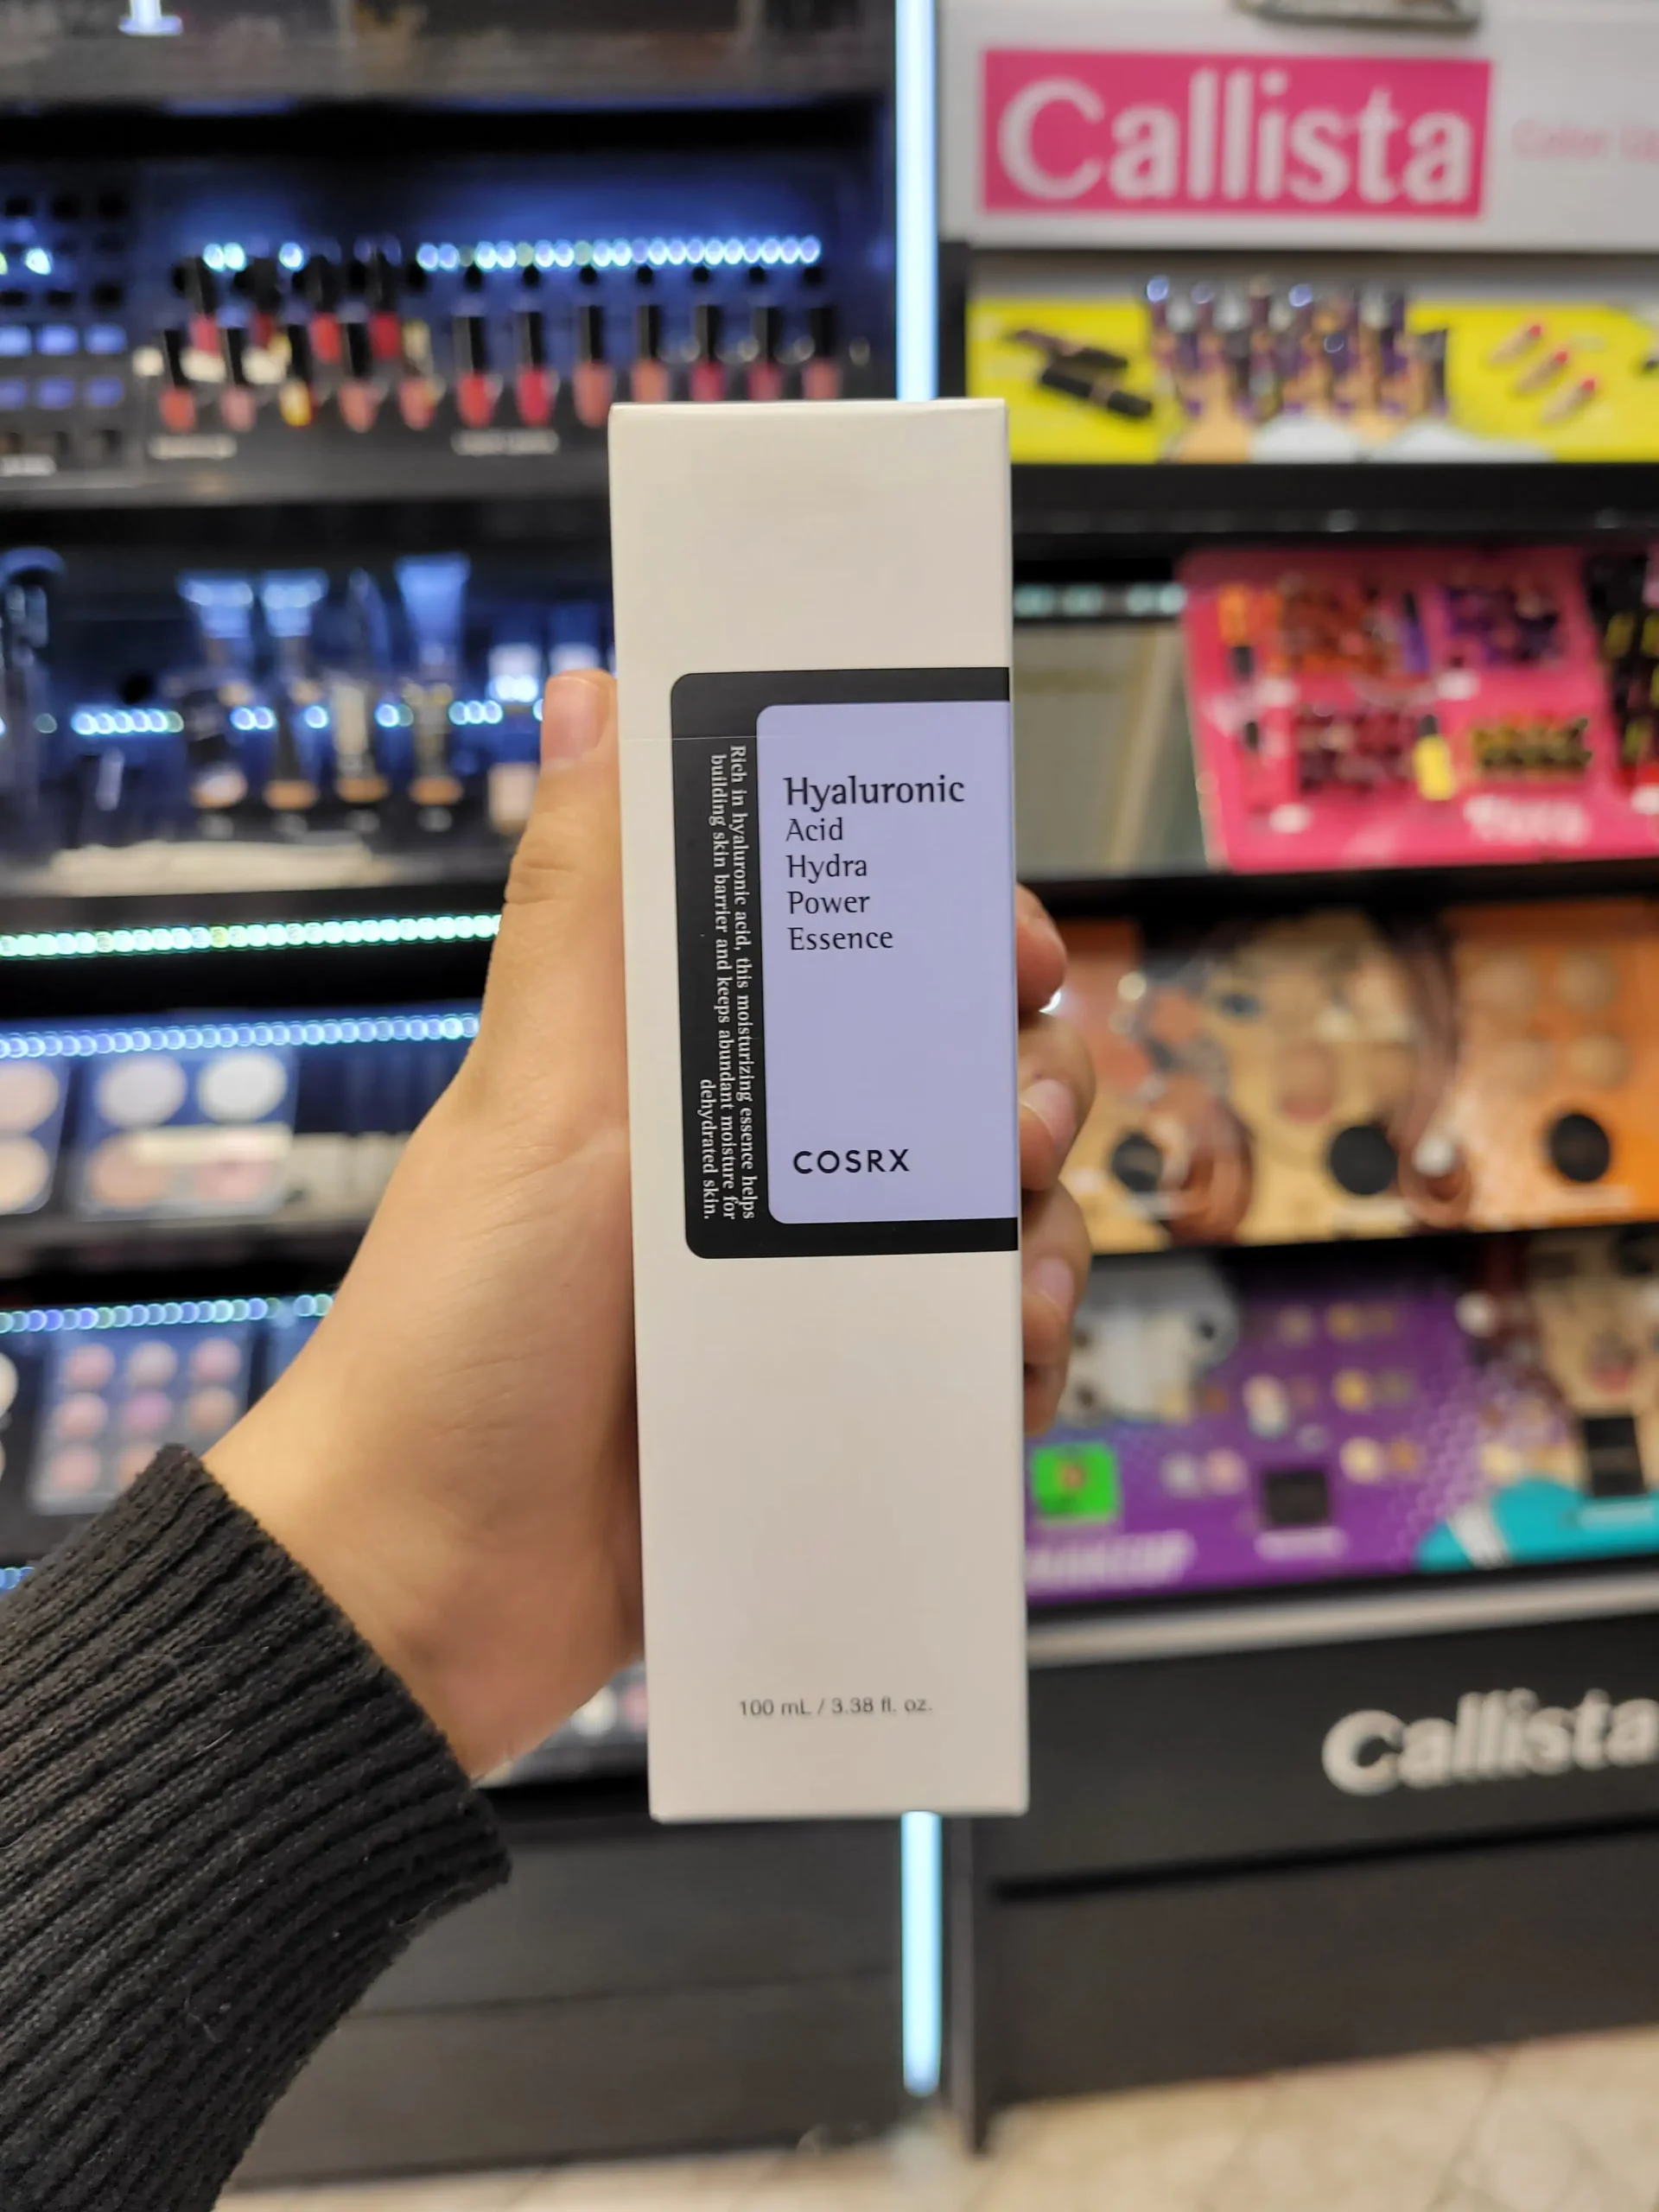 Callista
Hyaluronic
Acid
Hydra
Power
Essence
COSRX
Rich in hyaluronic acid, this moisturizing essence helps
building skin barrier and keeps abundant moisture for
dehydrated skin.
100 mL / 3.38 fl. oz.
Callista